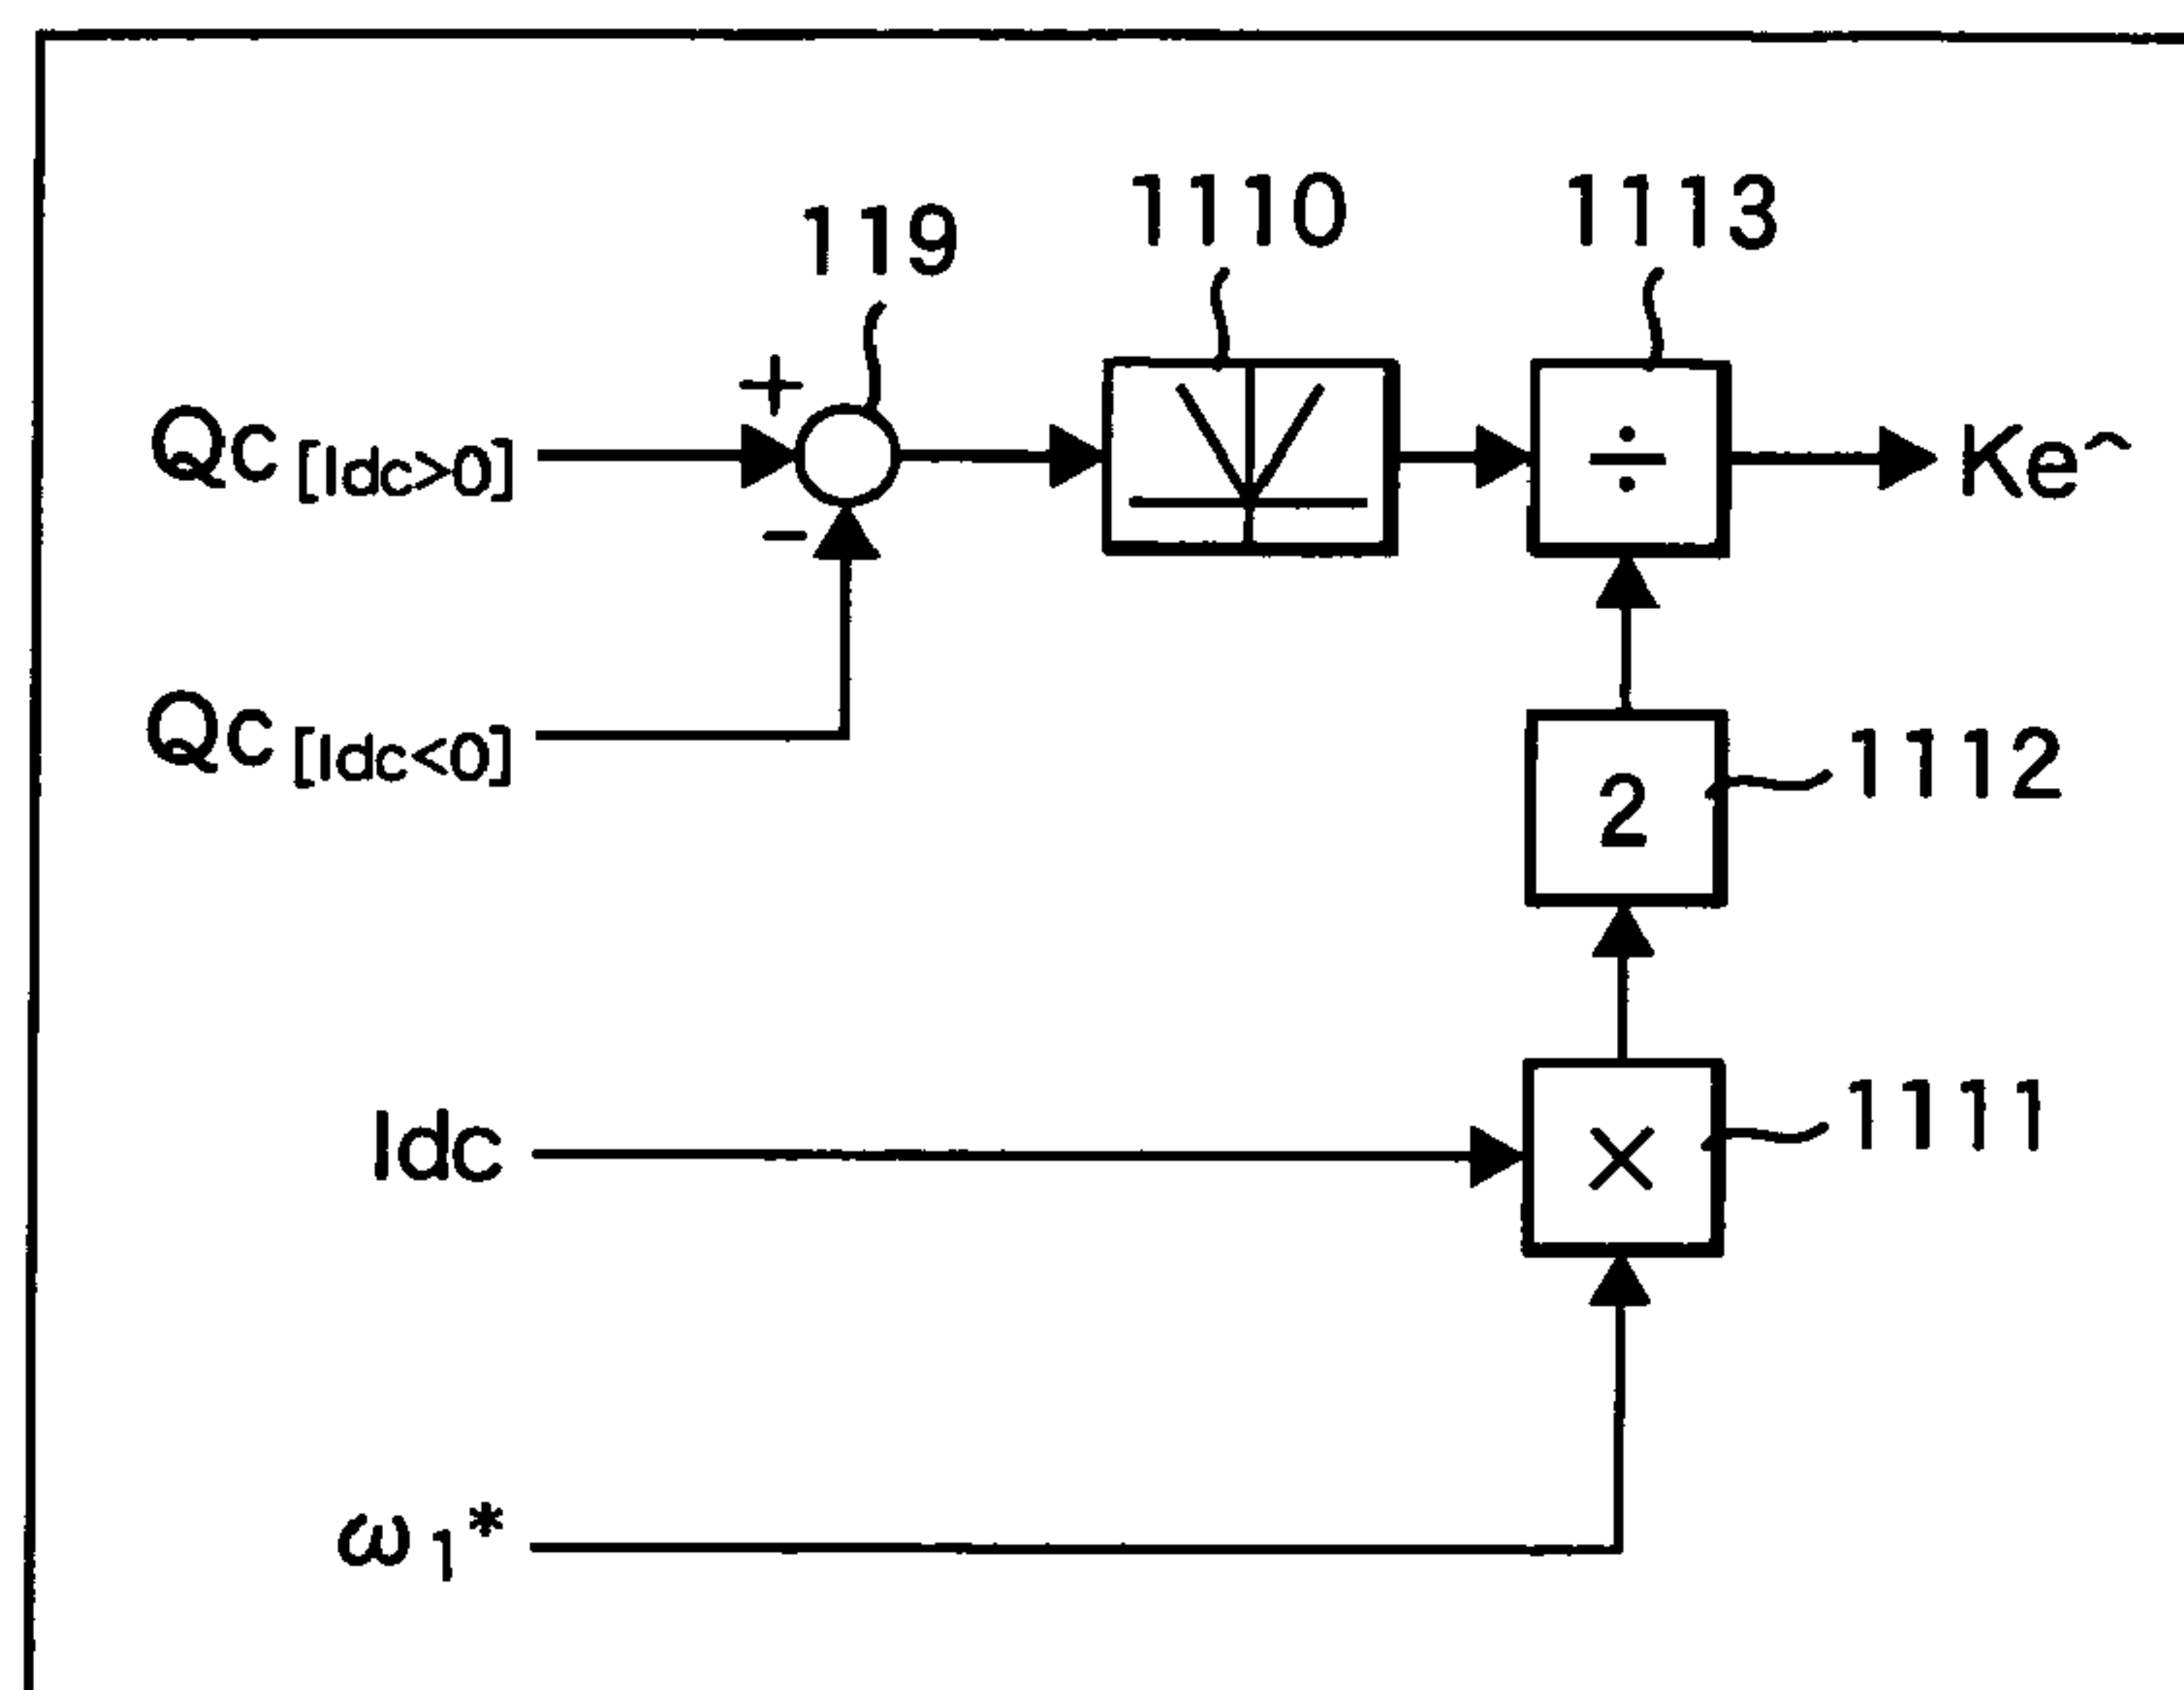 119
1110
1113
+
Qc[Idc>0]
÷
Ke^
−
Qc[Idc<0]
2
1112
Idc
×
1111
ω1*